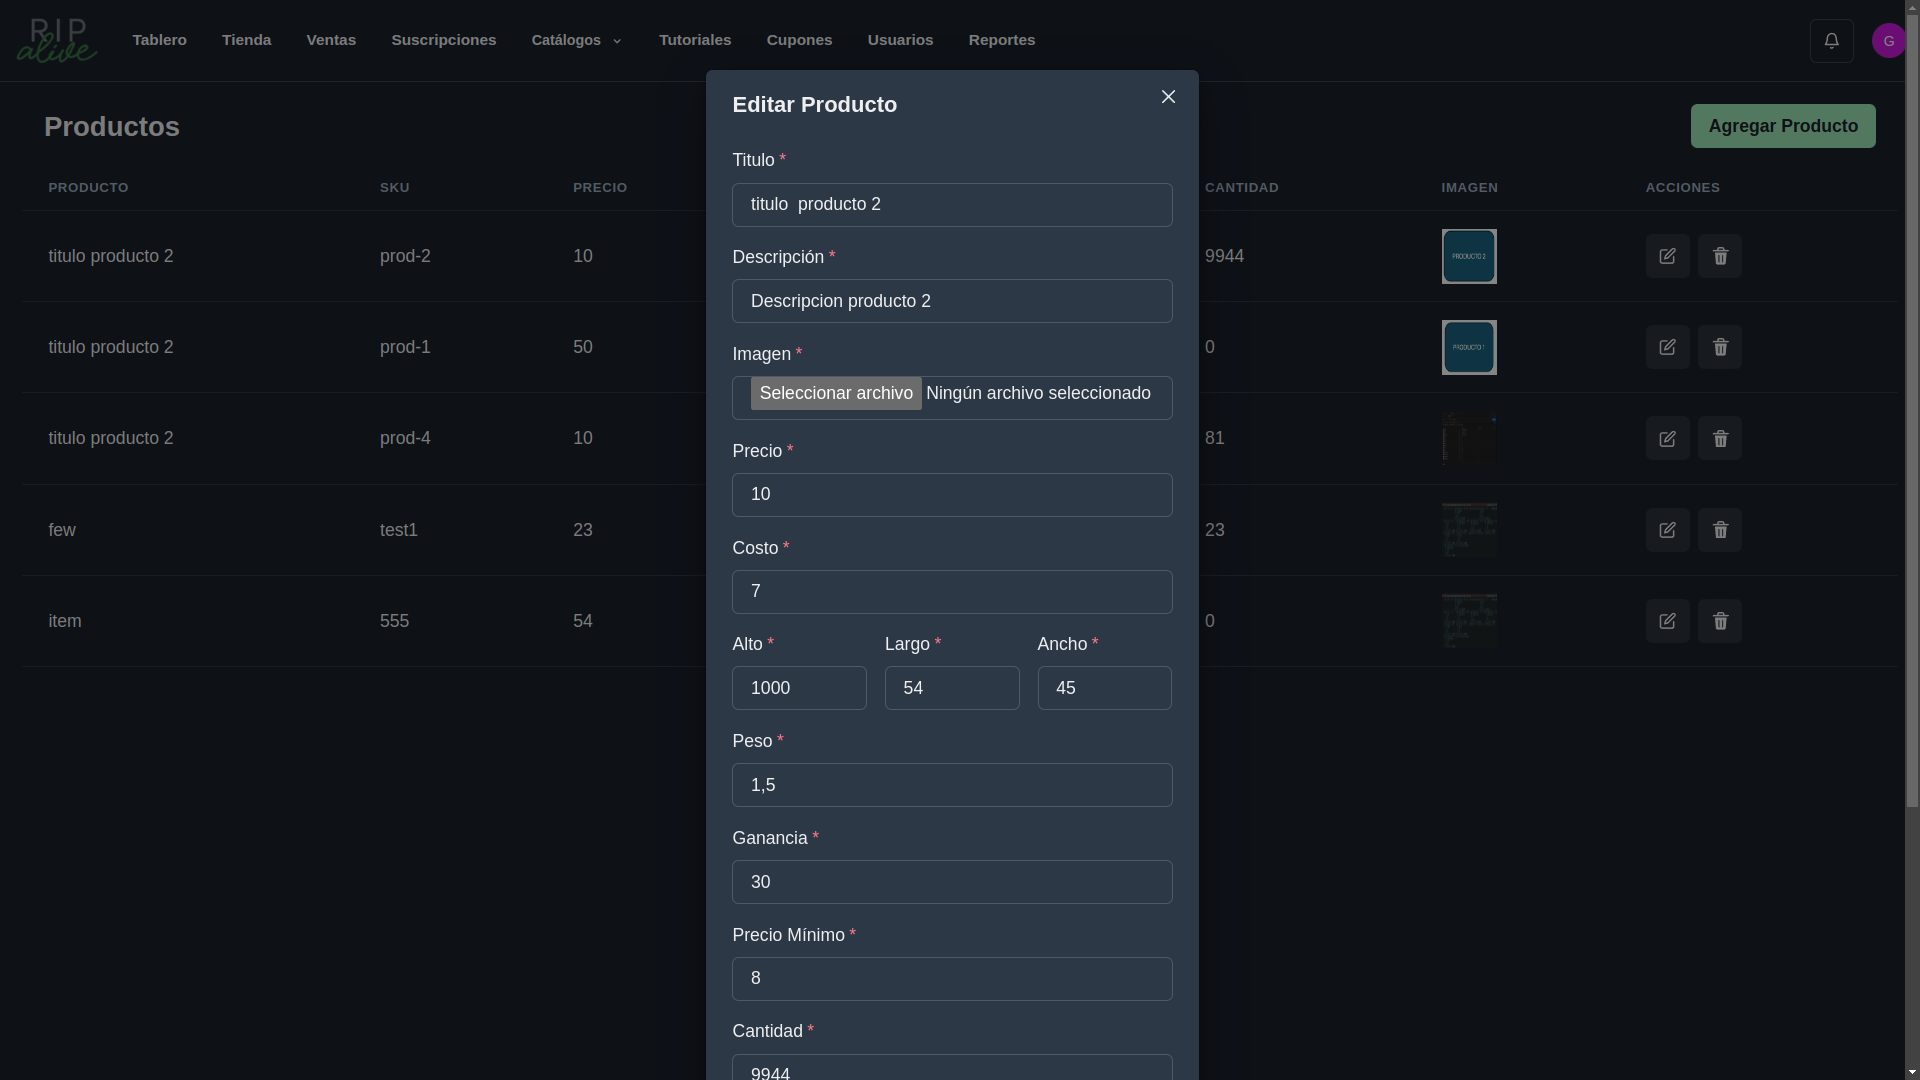 RIP
alive
Tablero Tienda Ventas Suscripciones Catálogos Tutoriales Cupones Usuarios Reportes
G
Productos
Agregar Producto
PRODUCTO SKU PRECIO CANTIDAD IMAGEN ACCIONES
titulo producto 2 prod-2 10 9944 PRODUCTO 2
titulo producto 2 prod-1 50 0 PRODUCTO 1
titulo producto 2 prod-4 10 81
few test1 23 23
item 555 54 0
Editar Producto
Titulo *
titulo  producto 2
Descripción *
Descripcion producto 2
Imagen *
Seleccionar archivo Ningún archivo seleccionado
Precio *
10
Costo *
7
Alto * Largo * Ancho *
1000 54 45
Peso *
1,5
Ganancia *
30
Precio Mínimo *
8
Cantidad *
9944